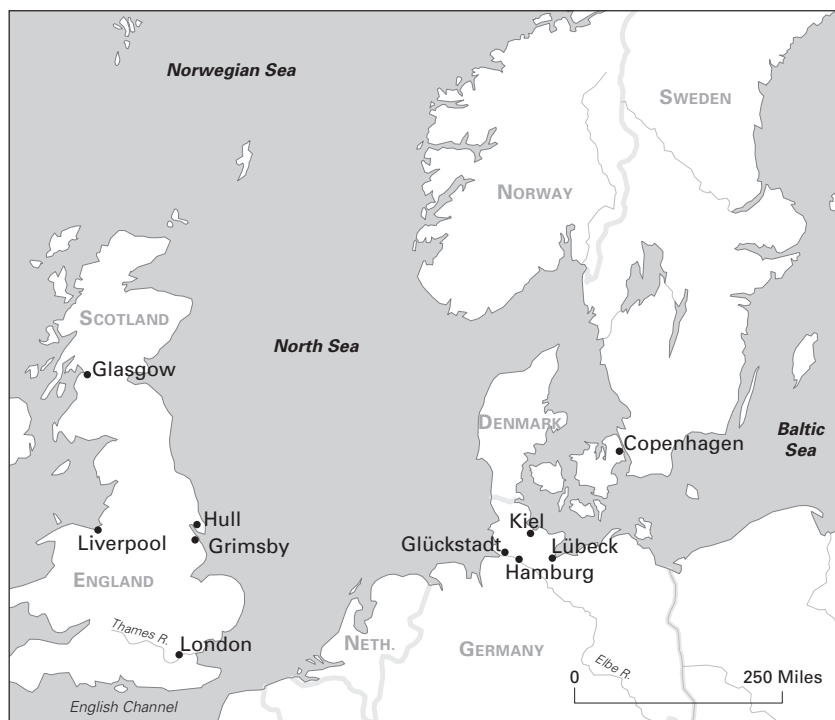 Norwegian Sea
SWEDEN
NORWAY
SCOTLAND
North Sea
Glasgow
DENMARK
Copenhagen
Baltic
Sea
Hull
Kiel
Liverpool
Grimsby
Glückstadt
Lübeck
Hamburg
ENGLAND
Thames R.
London
NETH.
GERMANY
Elbe R.
0 250 Miles
English Channel